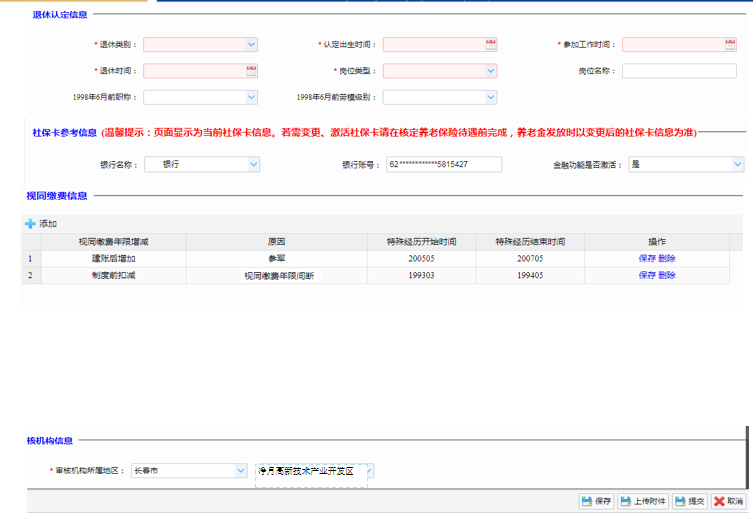 退休认定信息
* 退休类别： * 认定出生时间： * 参加工作时间：
* 退休时间： * 岗位类型： 岗位名称：
1998年6月前职称： 1998年6月前劳模级别：
社保卡参考信息 (温馨提示：页面显示为当前社保卡信息。若需变更、激活社保卡请在核定养老保险待遇前完成，养老金发放时以变更后的社保卡信息为准)
银行名称： 银行 银行账号： 62************5815427 金融功能是否激活： 是
视同缴费信息
添加
视同缴费年限增减 原因 特殊经历开始时间 特殊经历结束时间 操作
1 建账后增加 参军 200505 200705 保存 删除
2 制度前扣减 视同缴费年限间断 199303 199405 保存 删除
核机构信息
* 审核机构所属地区： 长春市 净月高新技术产业开发区
保存 上传附件 提交 取消